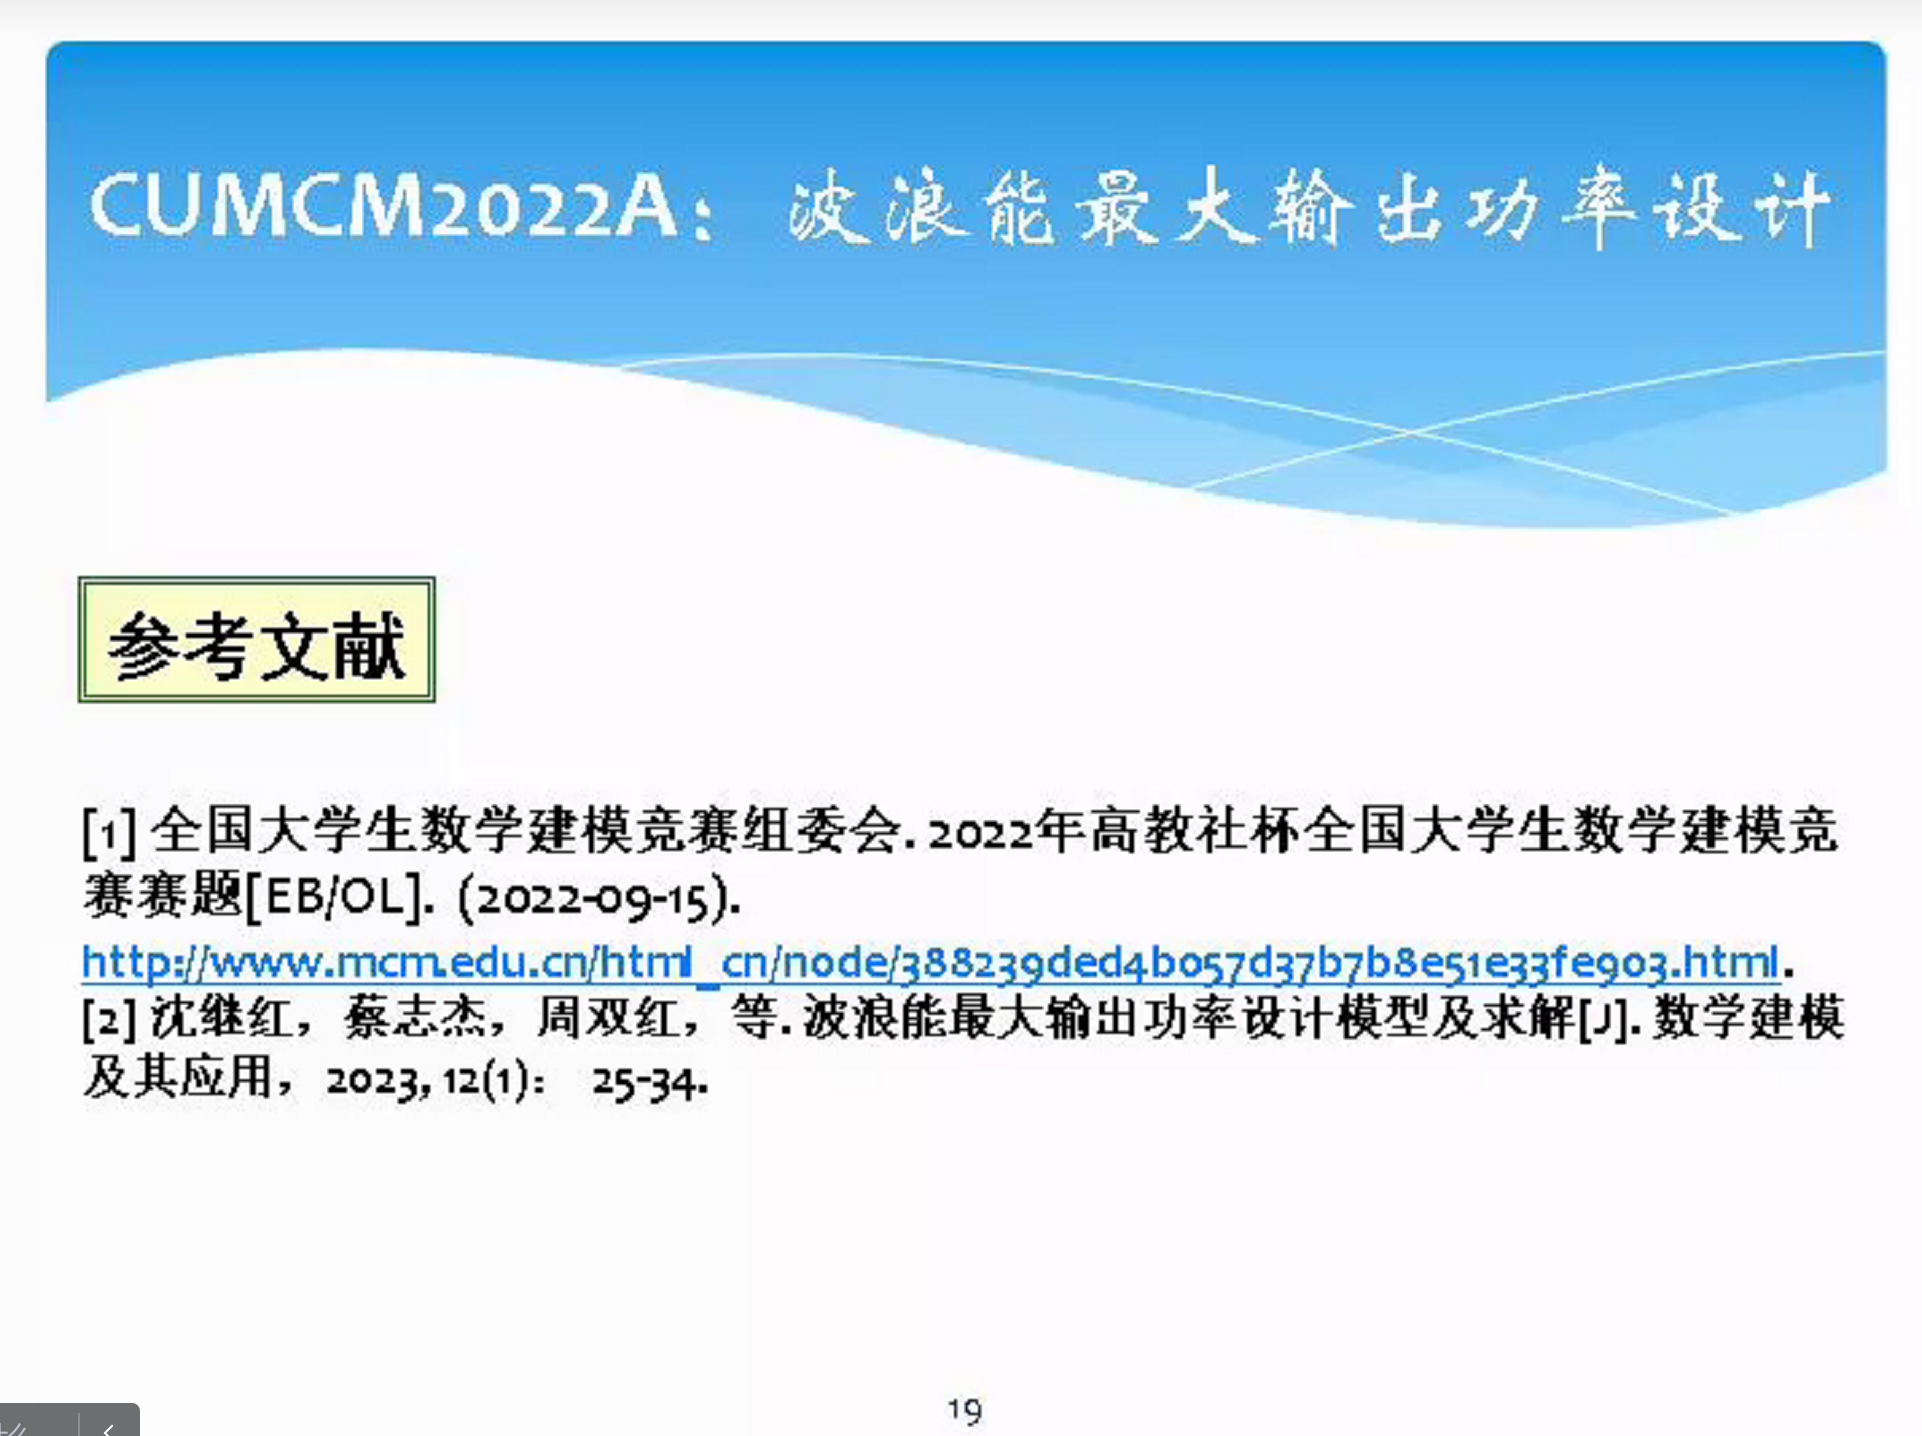 CUMCM2022A：波浪能最大输出功率设计
参考文献
[1] 全国大学生数学建模竞赛组委会. 2022年高教社杯全国大学生数学建模竞
赛赛题[EB/OL]. (2022-09-15).
http://www.mcm.edu.cn/html_cn/node/388239ded4b057d37b7b8e51e33fe903.html.
[2] 沈继红，蔡志杰，周双红，等. 波浪能最大输出功率设计模型及求解[J]. 数学建模
及其应用，2023, 12(1)： 25-34.
19